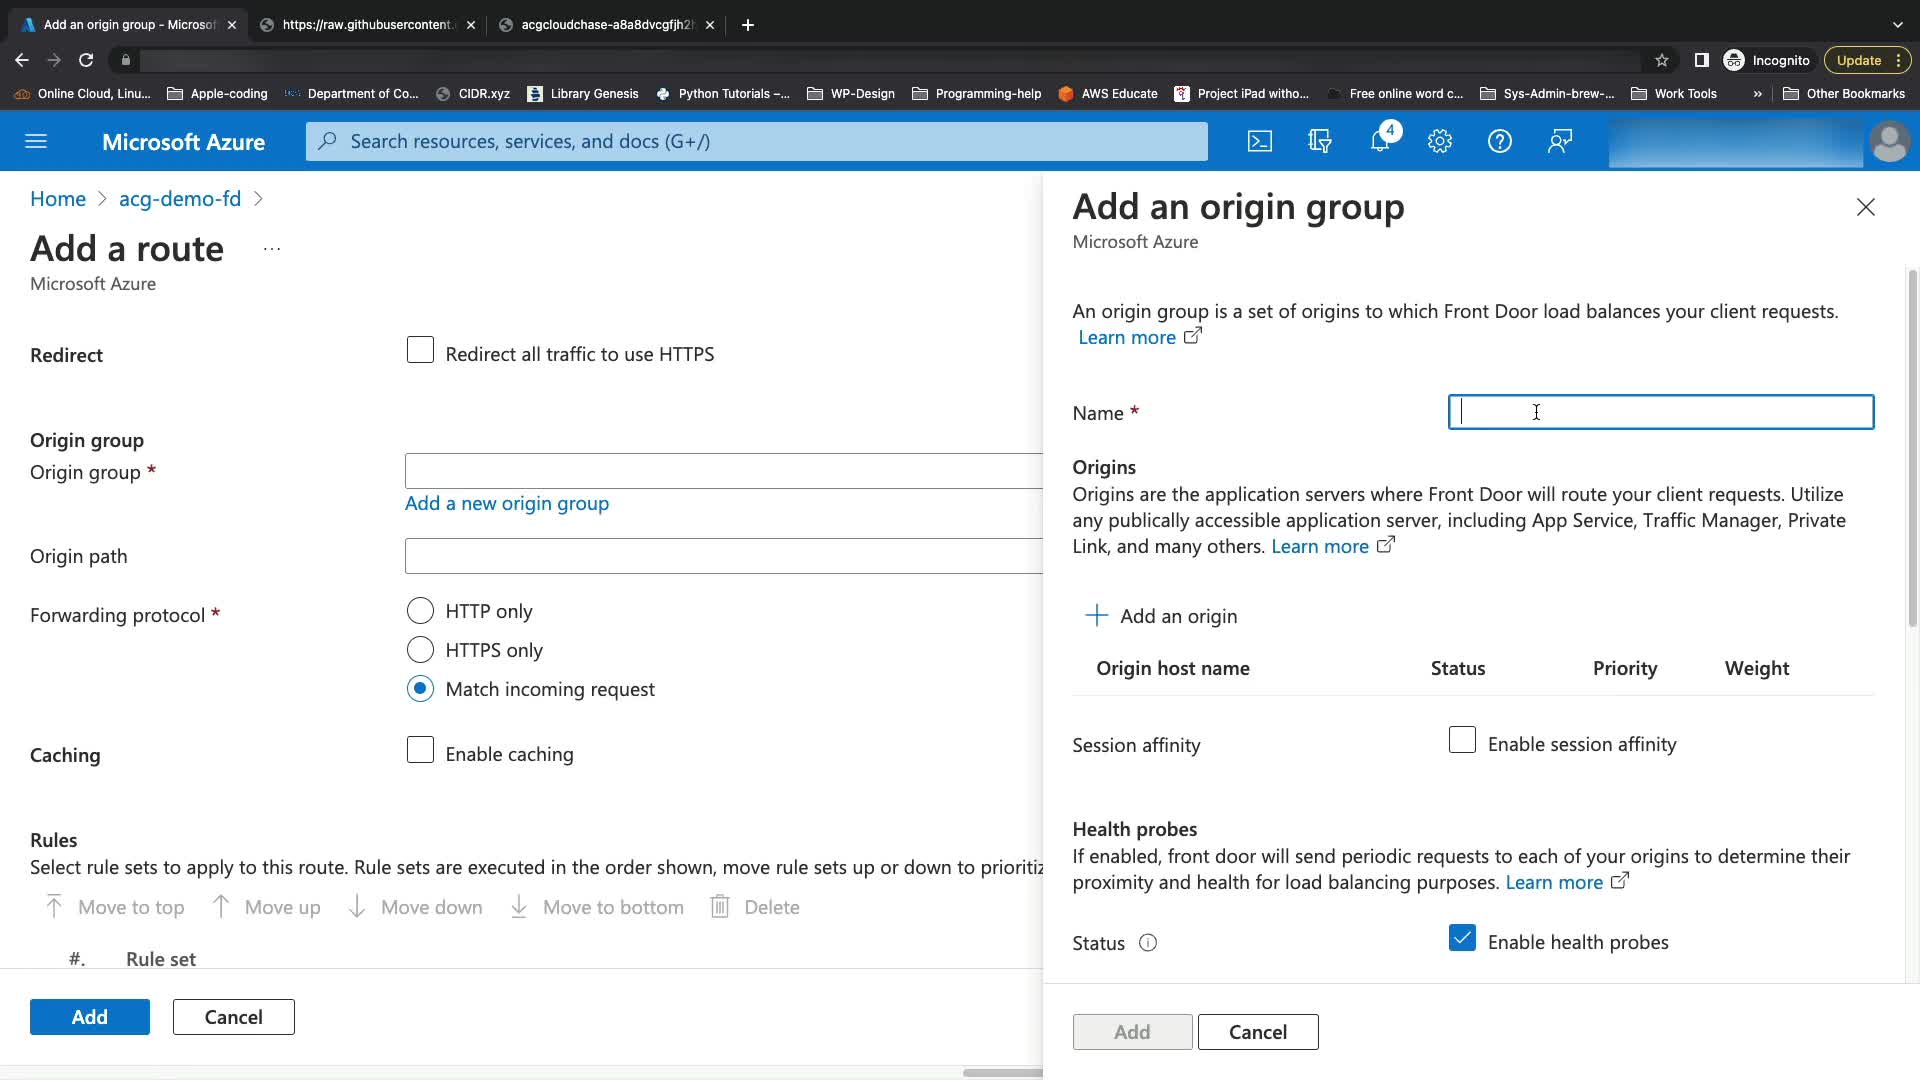 An origin group - Microsof
https://raw.githubusercontent.
acgcloudchase-a8a8dvcgfjh2h
Incognito
Update
Online Cloud, Linu...
Apple-coding
Department of Co...
CIDR.xyz
Library Genesis
Python Tutorials –...
WP-Design
Programming-help
AWS Educate
Project iPad witho...
Free online word c...
Sys-Admin-brew-...
Work Tools
»
Other Bookmarks
Microsoft Azure
Search resources, services, and docs (G+/)
4
Home > acg-demo-fd >
Add a route ...
Microsoft Azure
Redirect
Redirect all traffic to use HTTPS
Origin group
Origin group *
Add a new origin group
Origin path
Forwarding protocol *
HTTP only
HTTPS only
Match incoming request
Caching
Enable caching
Rules
Select rule sets to apply to this route. Rule sets are executed in the order shown, move rule sets up or down to prioritiz
Move to top
Move up
Move down
Move to bottom
Delete
#.
Rule set
Add
Cancel
Add an origin group
Microsoft Azure
An origin group is a set of origins to which Front Door load balances your client requests.
Learn more
Name *
Origins
Origins are the application servers where Front Door will route your client requests. Utilize
any publically accessible application server, including App Service, Traffic Manager, Private
Link, and many others. Learn more
Add an origin
Origin host name
Status
Priority
Weight
Session affinity
Enable session affinity
Health probes
If enabled, front door will send periodic requests to each of your origins to determine their
proximity and health for load balancing purposes. Learn more
Status
Enable health probes
Add
Cancel